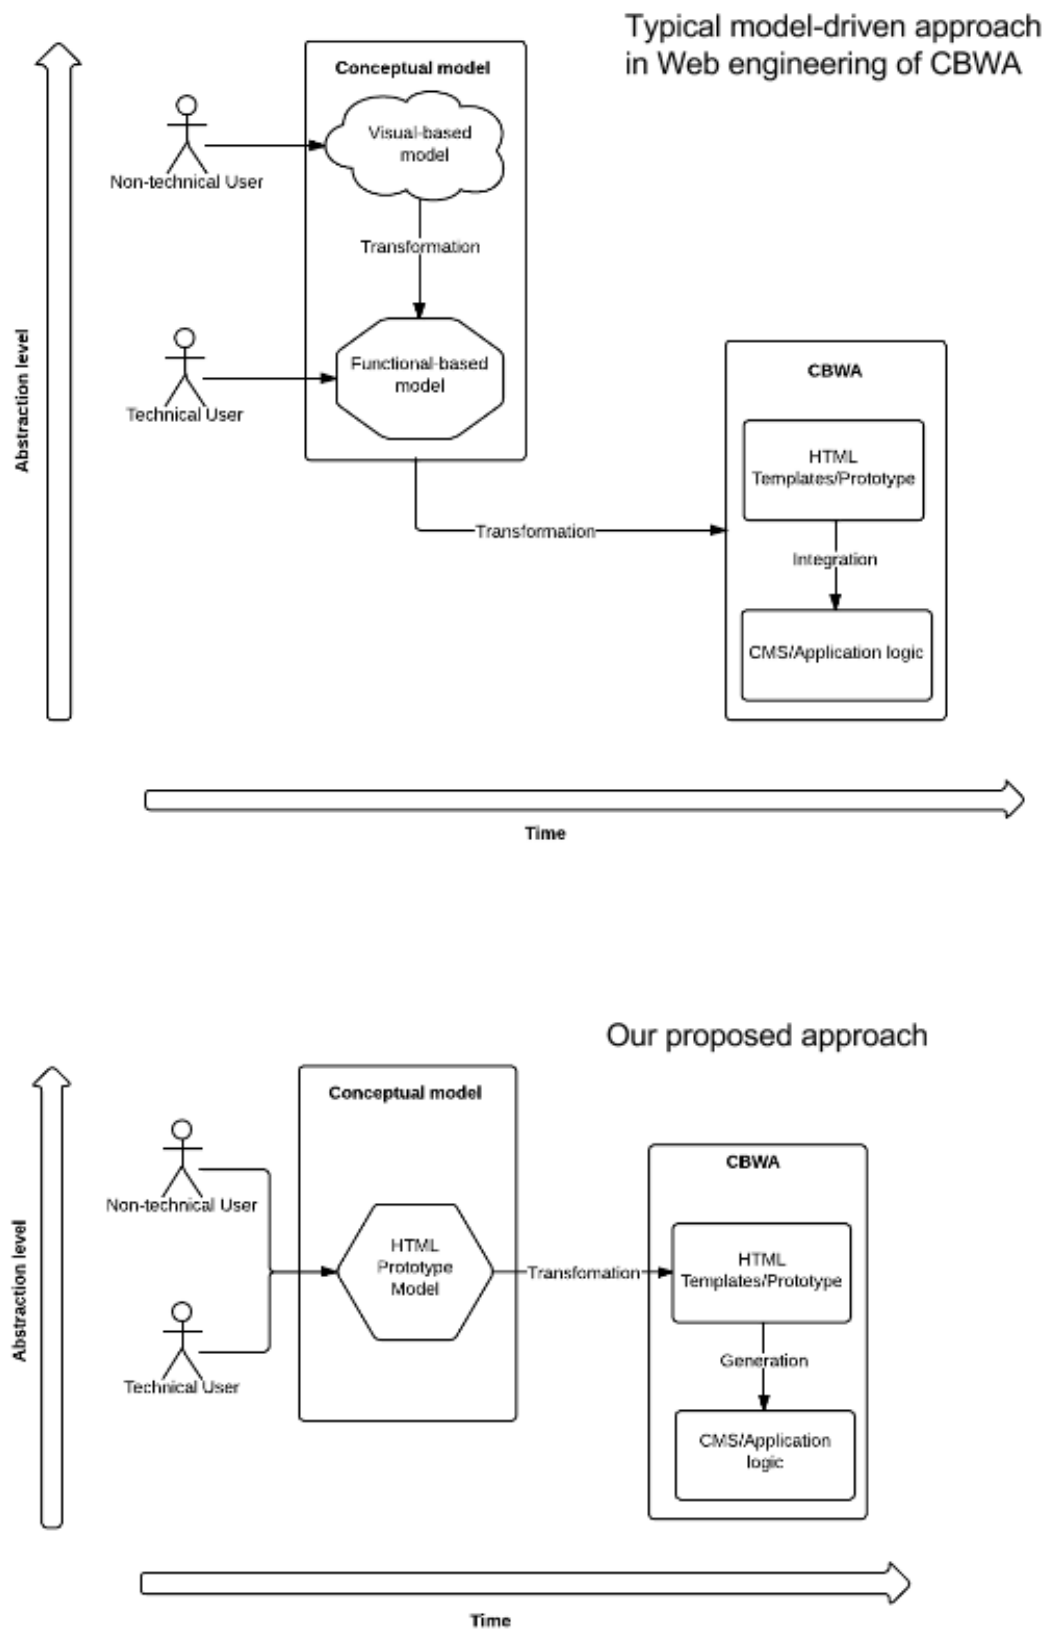 Typical model-driven approach
in Web engineering of CBWA
Conceptual model
Visual-based
model
Non-technical User
Transformation
Functional-based
model
Technical User
Abstraction level
CBWA
HTML
Templates/Prototype
Transformation
Integration
CMS/Application logic
Time
Our proposed approach
Conceptual model
Non-technical User
CBWA
HTML
Prototype
Model
Transfomation
HTML
Templates/Prototype
Abstraction level
Technical User
Generation
CMS/Application
logic
Time